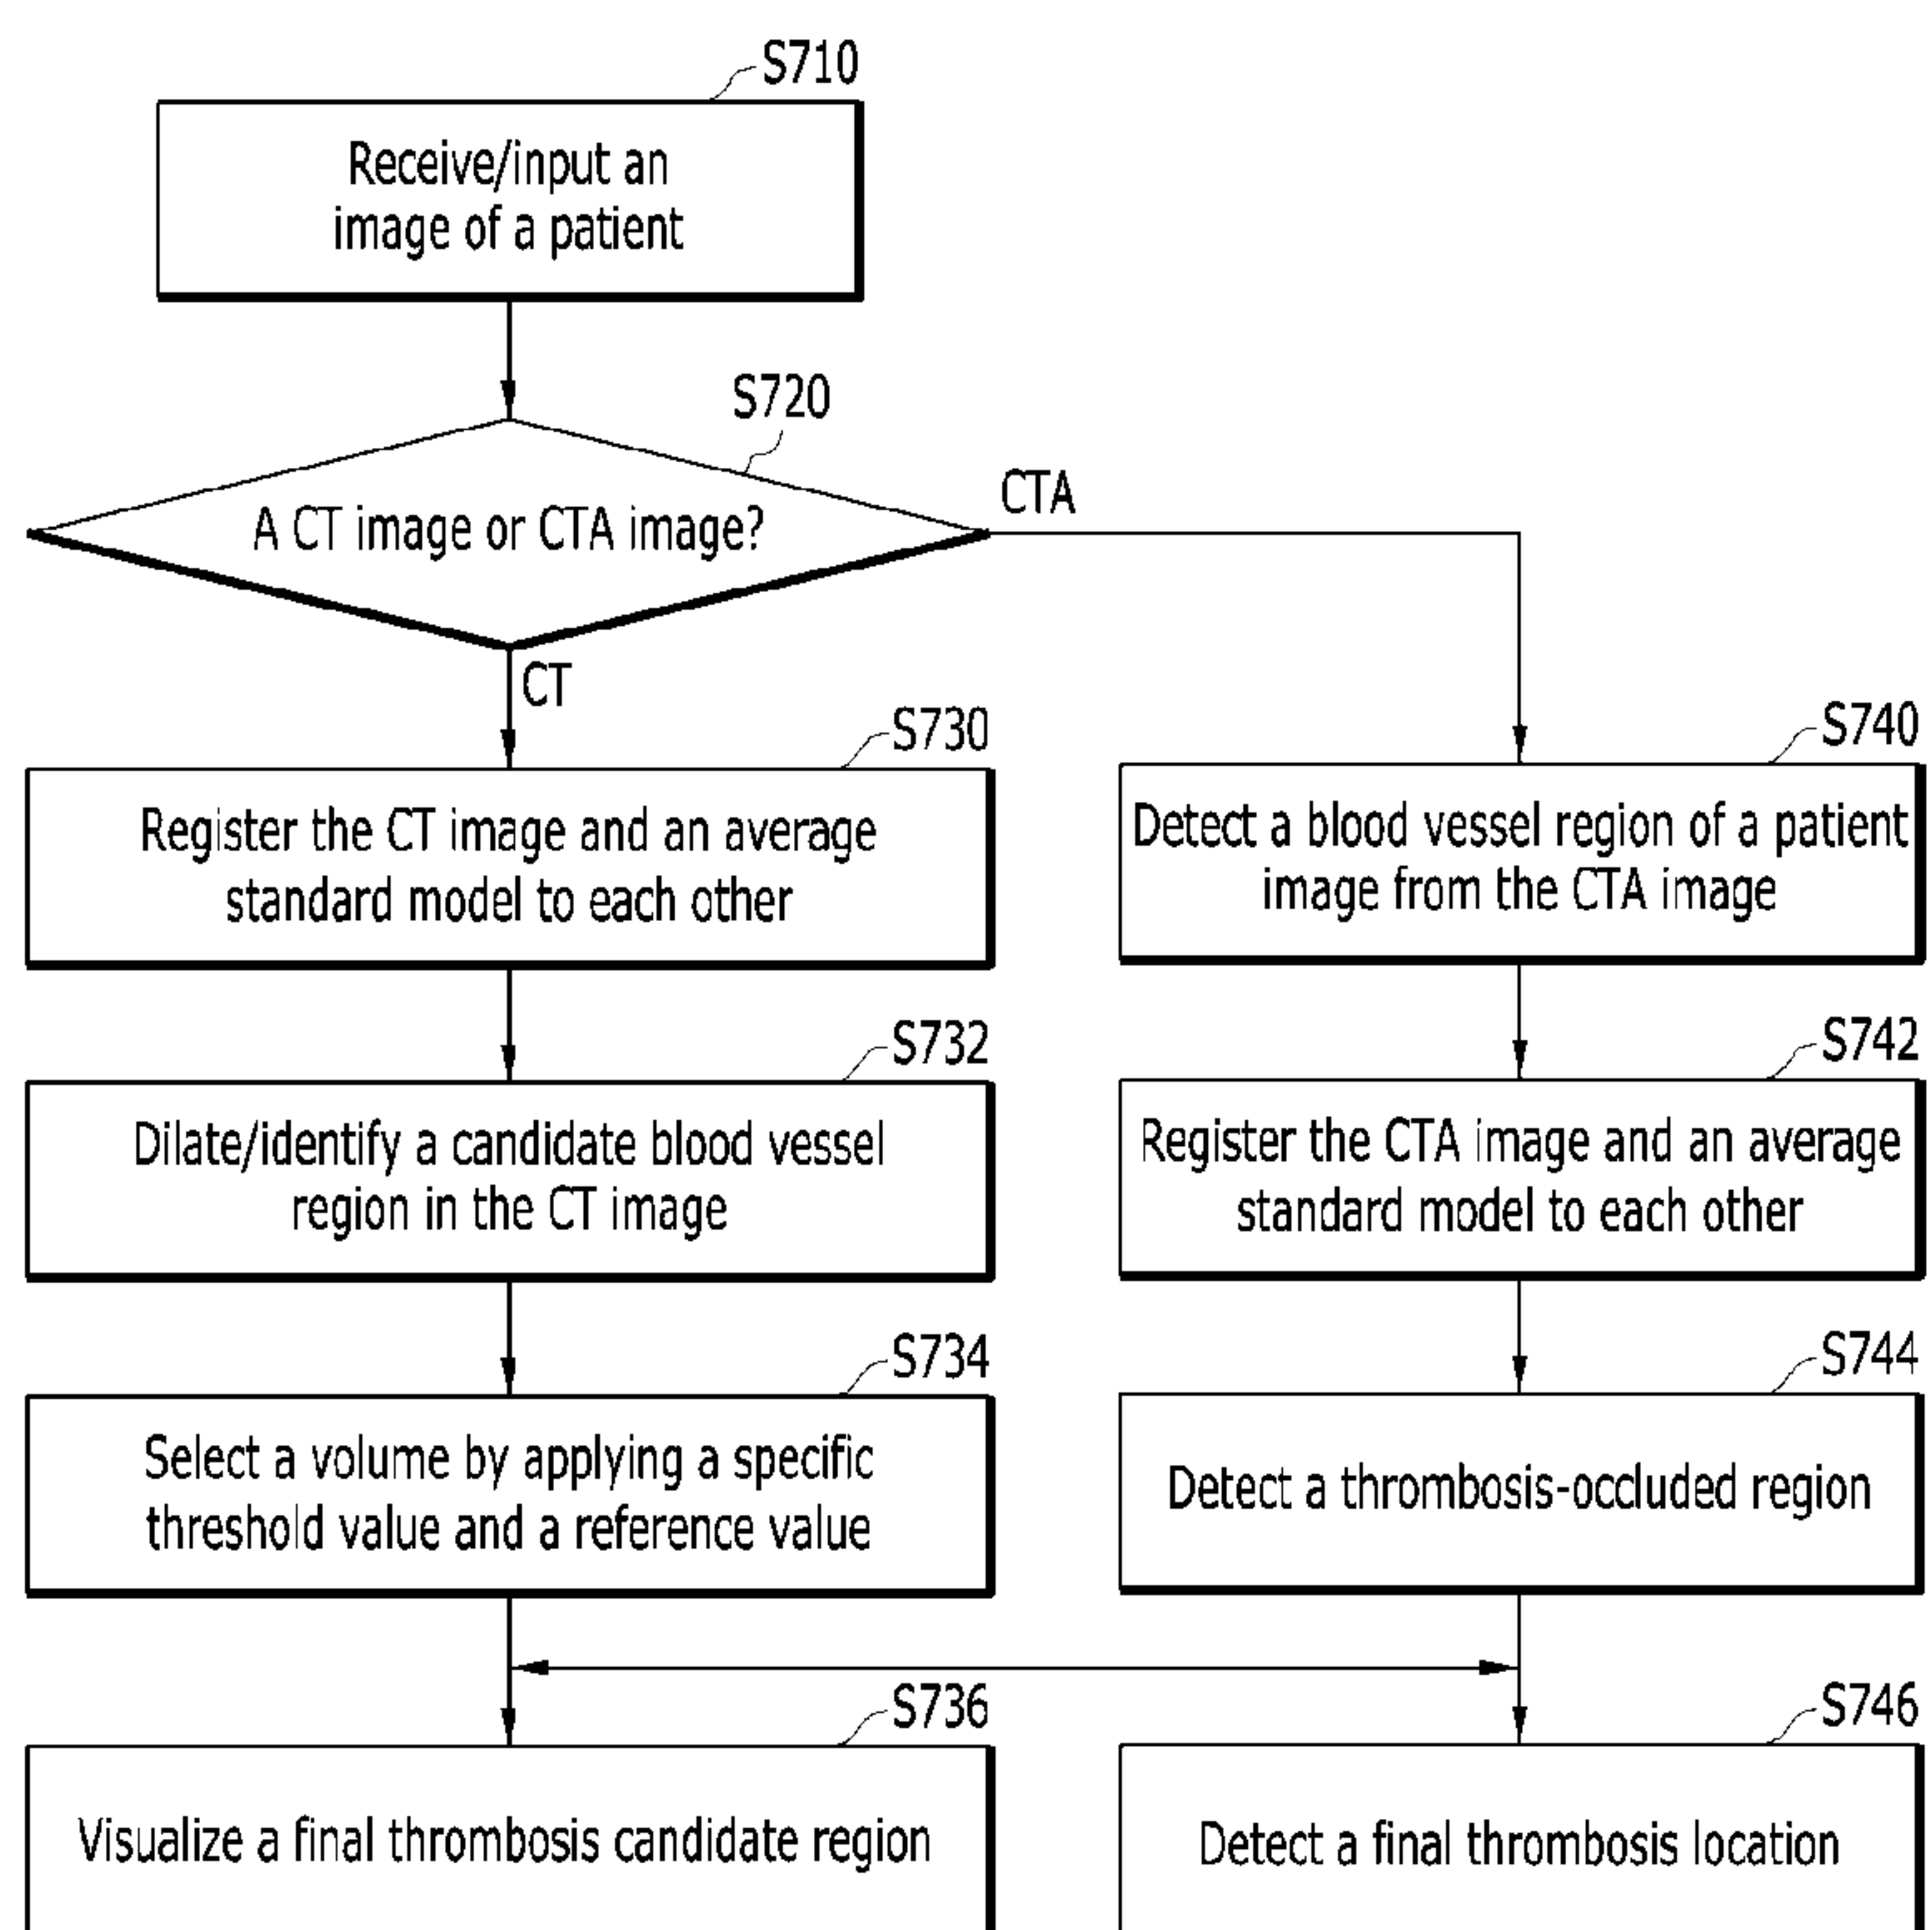 S710
Receive/input an
image of a patient
S720
A CT image or CTA image?
CTA
CT
S730
Register the CT image and an average
standard model to each other
S740
Detect a blood vessel region of a patient
image from the CTA image
S732
Dilate/identify a candidate blood vessel
region in the CT image
S742
Register the CTA image and an average
standard model to each other
S734
Select a volume by applying a specific
threshold value and a reference value
S744
Detect a thrombosis-occluded region
S736
Visualize a final thrombosis candidate region
S746
Detect a final thrombosis location